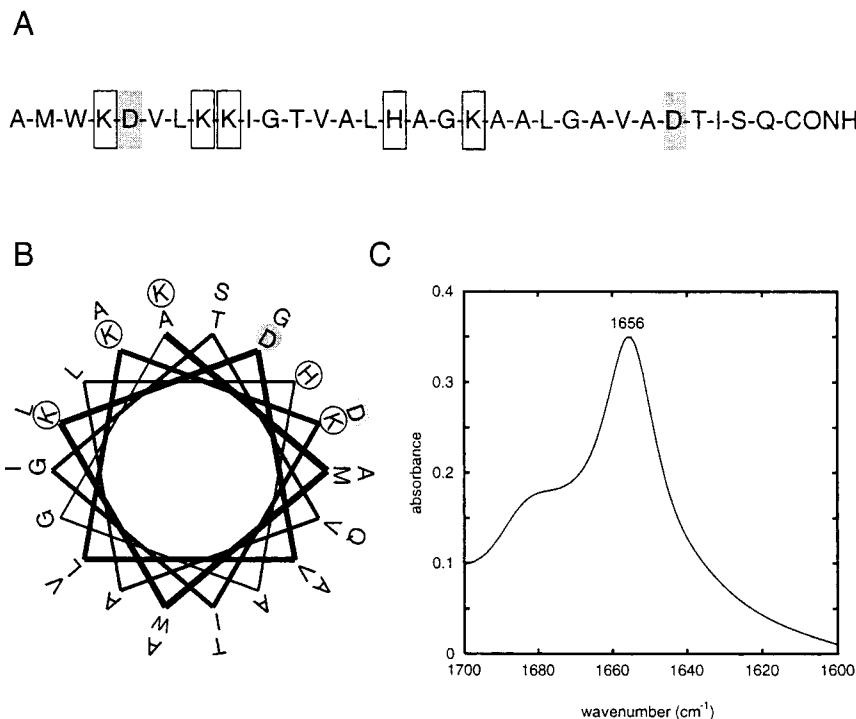 A
A-M-W-K-D-V-L-K-K-I-G-T-V-A-L-H-A-G-K-A-A-L-G-A-V-A-D-T-I-S-Q-CONH
B
K S
A A T G
K D
L H
L K K D
I G M A
G V Q
V L V A
A A
W I
A T
C
absorbance
0.4
0.3
0.2
0.1
0
1656
1700 1680 1660 1640 1620 1600
wavenumber (cm⁻¹)